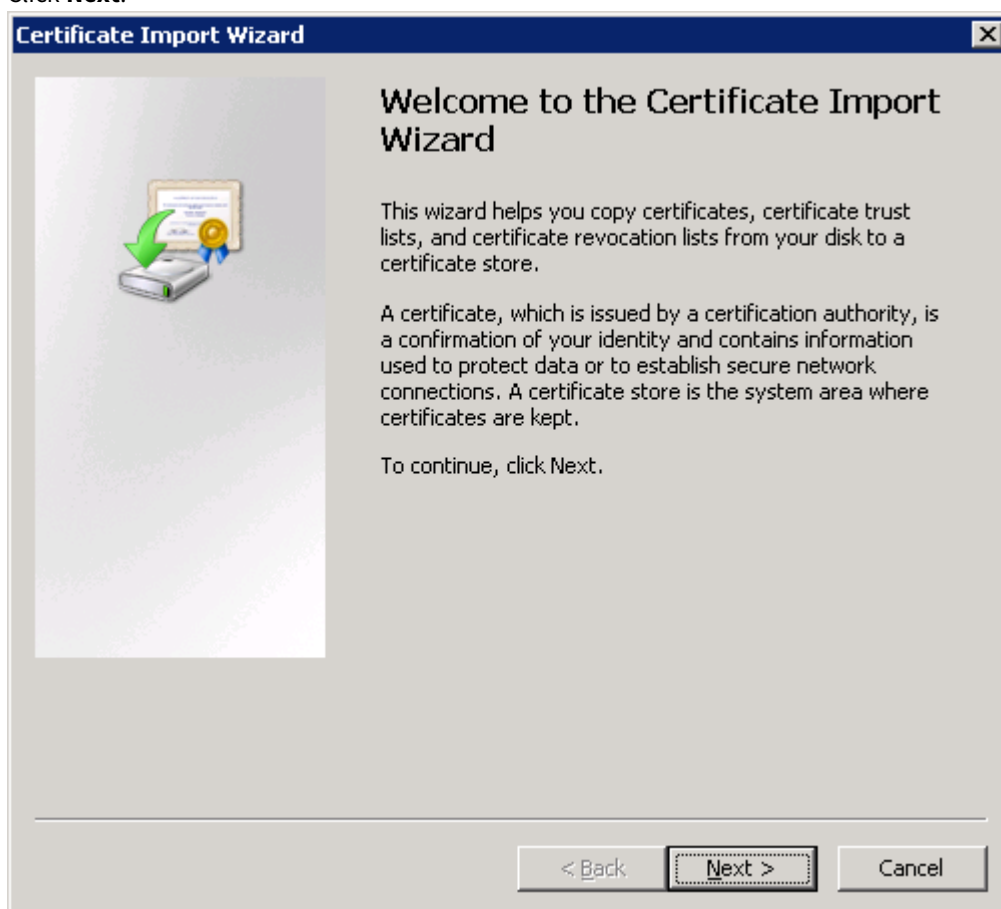 Click Next.
Certificate Import Wizard
Welcome to the Certificate Import
Wizard
This wizard helps you copy certificates, certificate trust
lists, and certificate revocation lists from your disk to a
certificate store.
A certificate, which is issued by a certification authority, is
a confirmation of your identity and contains information
used to protect data or to establish secure network
connections. A certificate store is the system area where
certificates are kept.
To continue, click Next.
< Back Next > Cancel